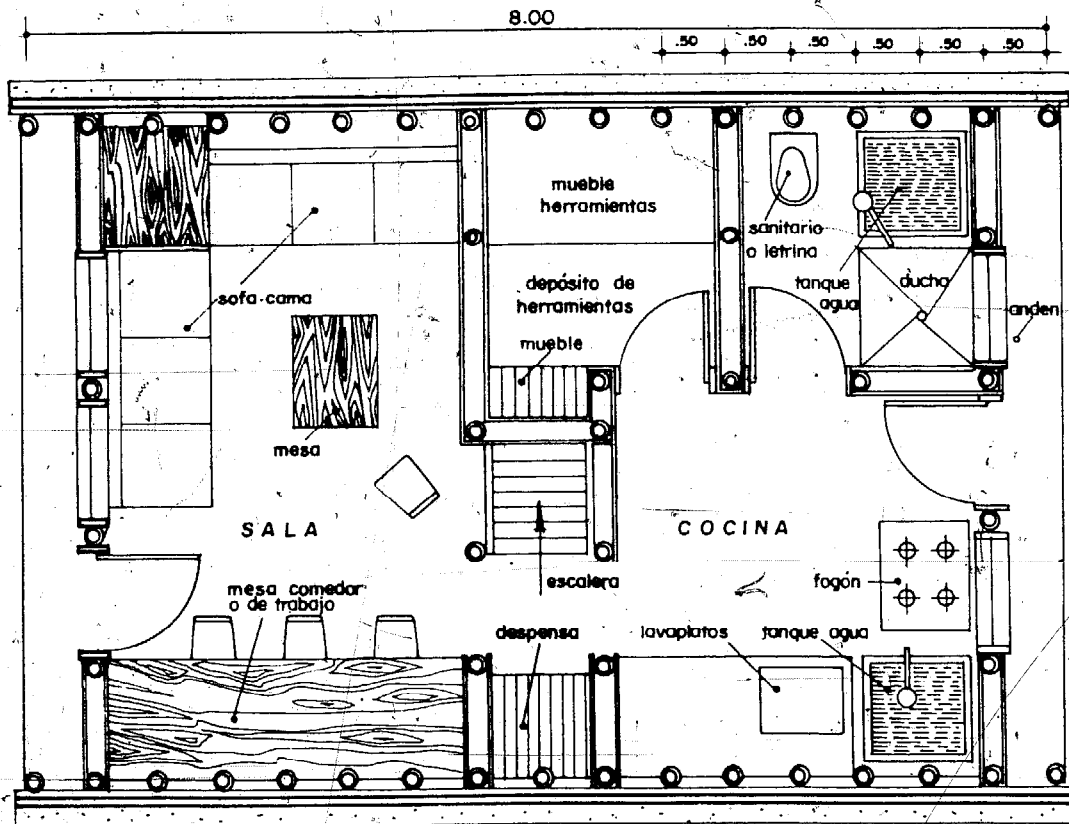 8.00
.50 .50 .50 .50 .50 .50
mueble
herramientas
sanitario
o letrina
depósito de
herramientas
tanque
agua
ducha
anden
sofa-cama
mueble
mesa
SALA
COCINA
escalera
fogón
mesa comedor
o de trabajo
despensa
lavaplatos
tanque agua